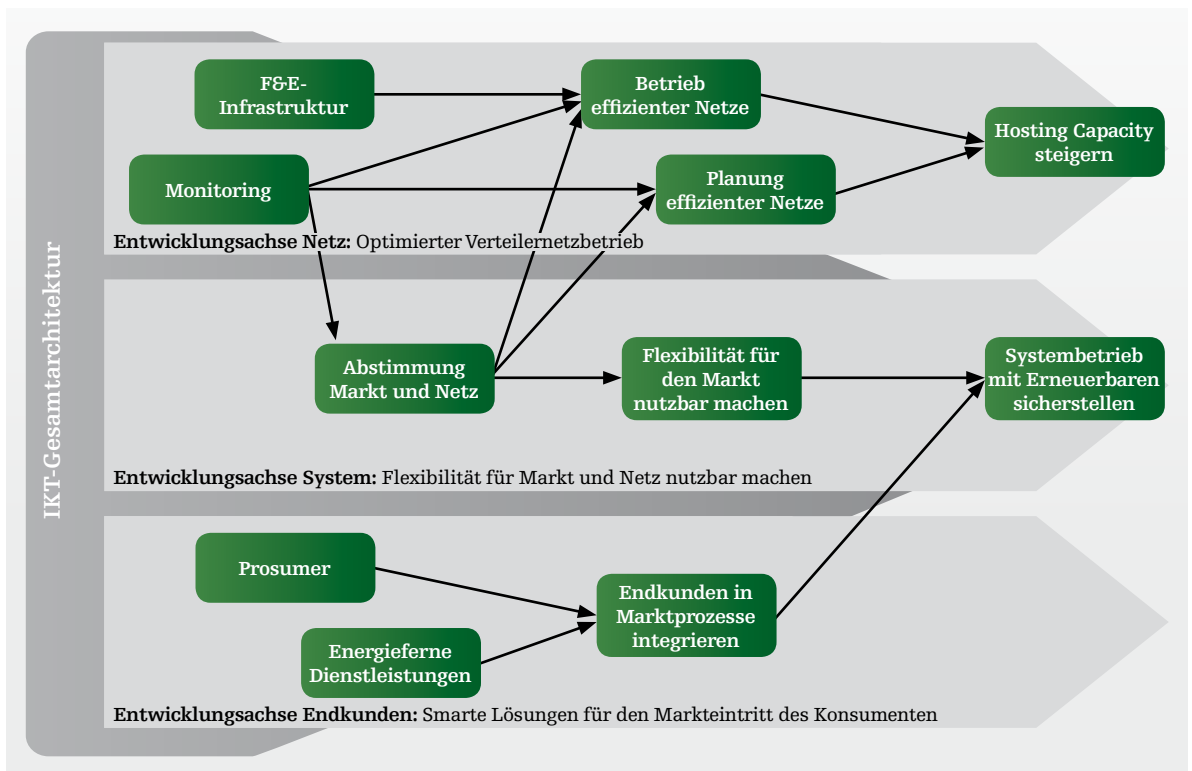 IKT-Gesamtarchitektur
F&E-
Infrastruktur
Betrieb
effizienter Netze
Hosting Capacity
steigern
Monitoring
Planung
effizienter Netze
Entwicklungsachse Netz: Optimierter Verteilernetzbetrieb
Abstimmung
Markt und Netz
Flexibilität für
den Markt
nutzbar machen
Systembetrieb
mit Erneuerbaren
sicherstellen
Entwicklungsachse System: Flexibilität für Markt und Netz nutzbar machen
Prosumer
Endkunden in
Marktprozesse
integrieren
Energieferne
Dienstleistungen
Entwicklungsachse Endkunden: Smarte Lösungen für den Markteintritt des Konsumenten